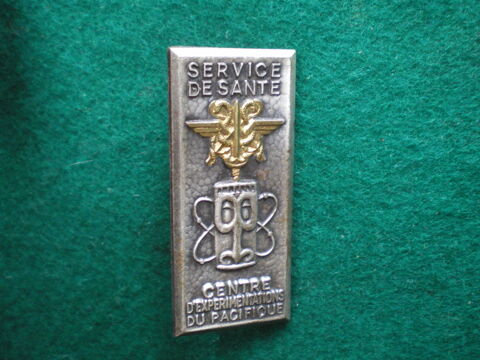 SERVICE
DE SANTE
CENTRE
D'EXPERIMENTATIONS
DU PACIFIQUE